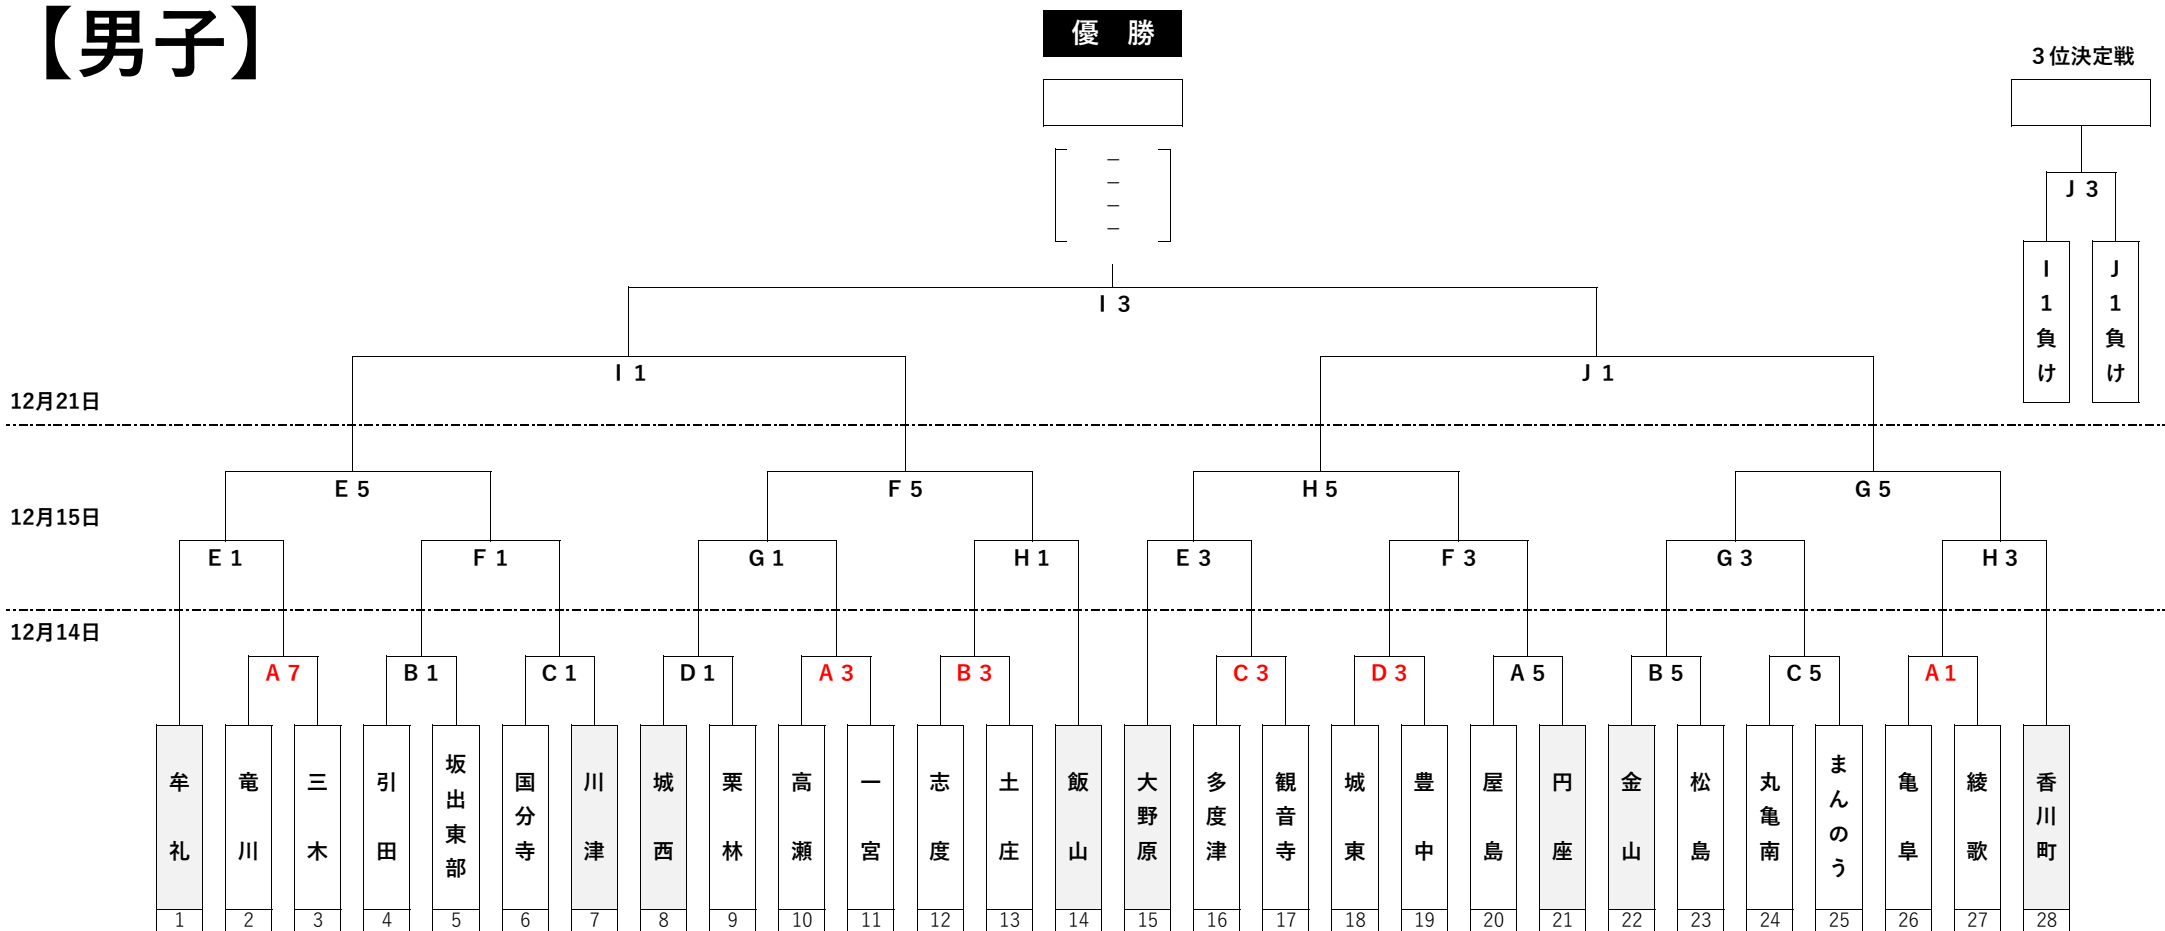 【男子】
優　勝
３位決定戦
－
－
－
－
Ｊ３
Ｉ１負け
Ｊ１負け
Ｉ３
Ｉ１
Ｊ１
12月21日
Ｅ５
Ｆ５
Ｈ５
Ｇ５
12月15日
Ｅ１
Ｆ１
Ｇ１
Ｈ１
Ｅ３
Ｆ３
Ｇ３
Ｈ３
12月14日
Ａ７
Ｂ１
Ｃ１
Ｄ１
Ａ３
Ｂ３
Ｃ３
Ｄ３
Ａ５
Ｂ５
Ｃ５
Ａ１
牟礼
竜川
三木
引田
坂出東部
国分寺
川津
城西
栗林
高瀬
一宮
志度
土庄
飯山
大野原
多度津
観音寺
城東
豊中
屋島
円座
金山
松島
丸亀南
まんのう
亀阜
綾歌
香川町
1 2 3 4 5 6 7 8 9 10 11 12 13 14 15 16 17 18 19 20 21 22 23 24 25 26 27 28